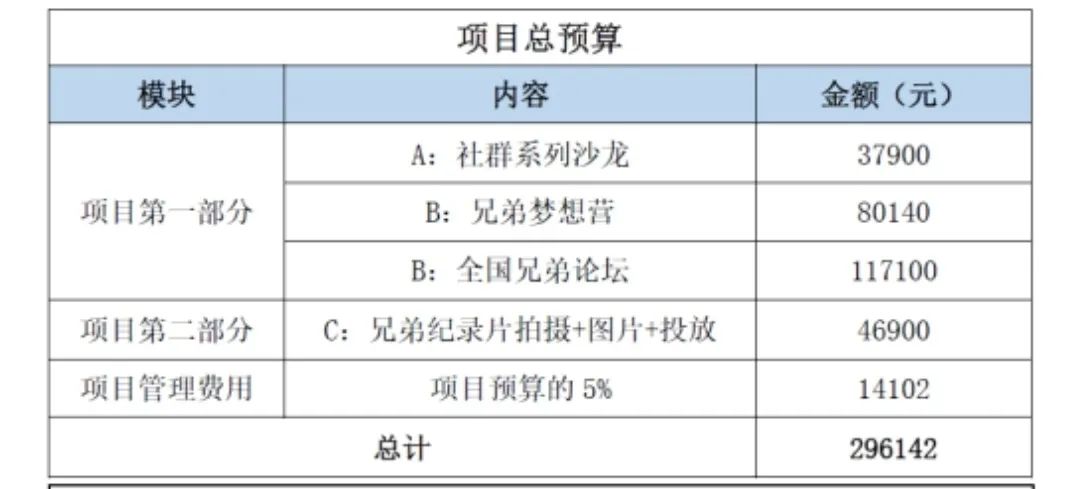 项目总预算
模块 内容 金额（元）
项目第一部分 A：社群系列沙龙 37900
B：兄弟梦想营 80140
B：全国兄弟论坛 117100
项目第二部分 C：兄弟纪录片拍摄+图片+投放 46900
项目管理费用 项目预算的5% 14102
总计 296142